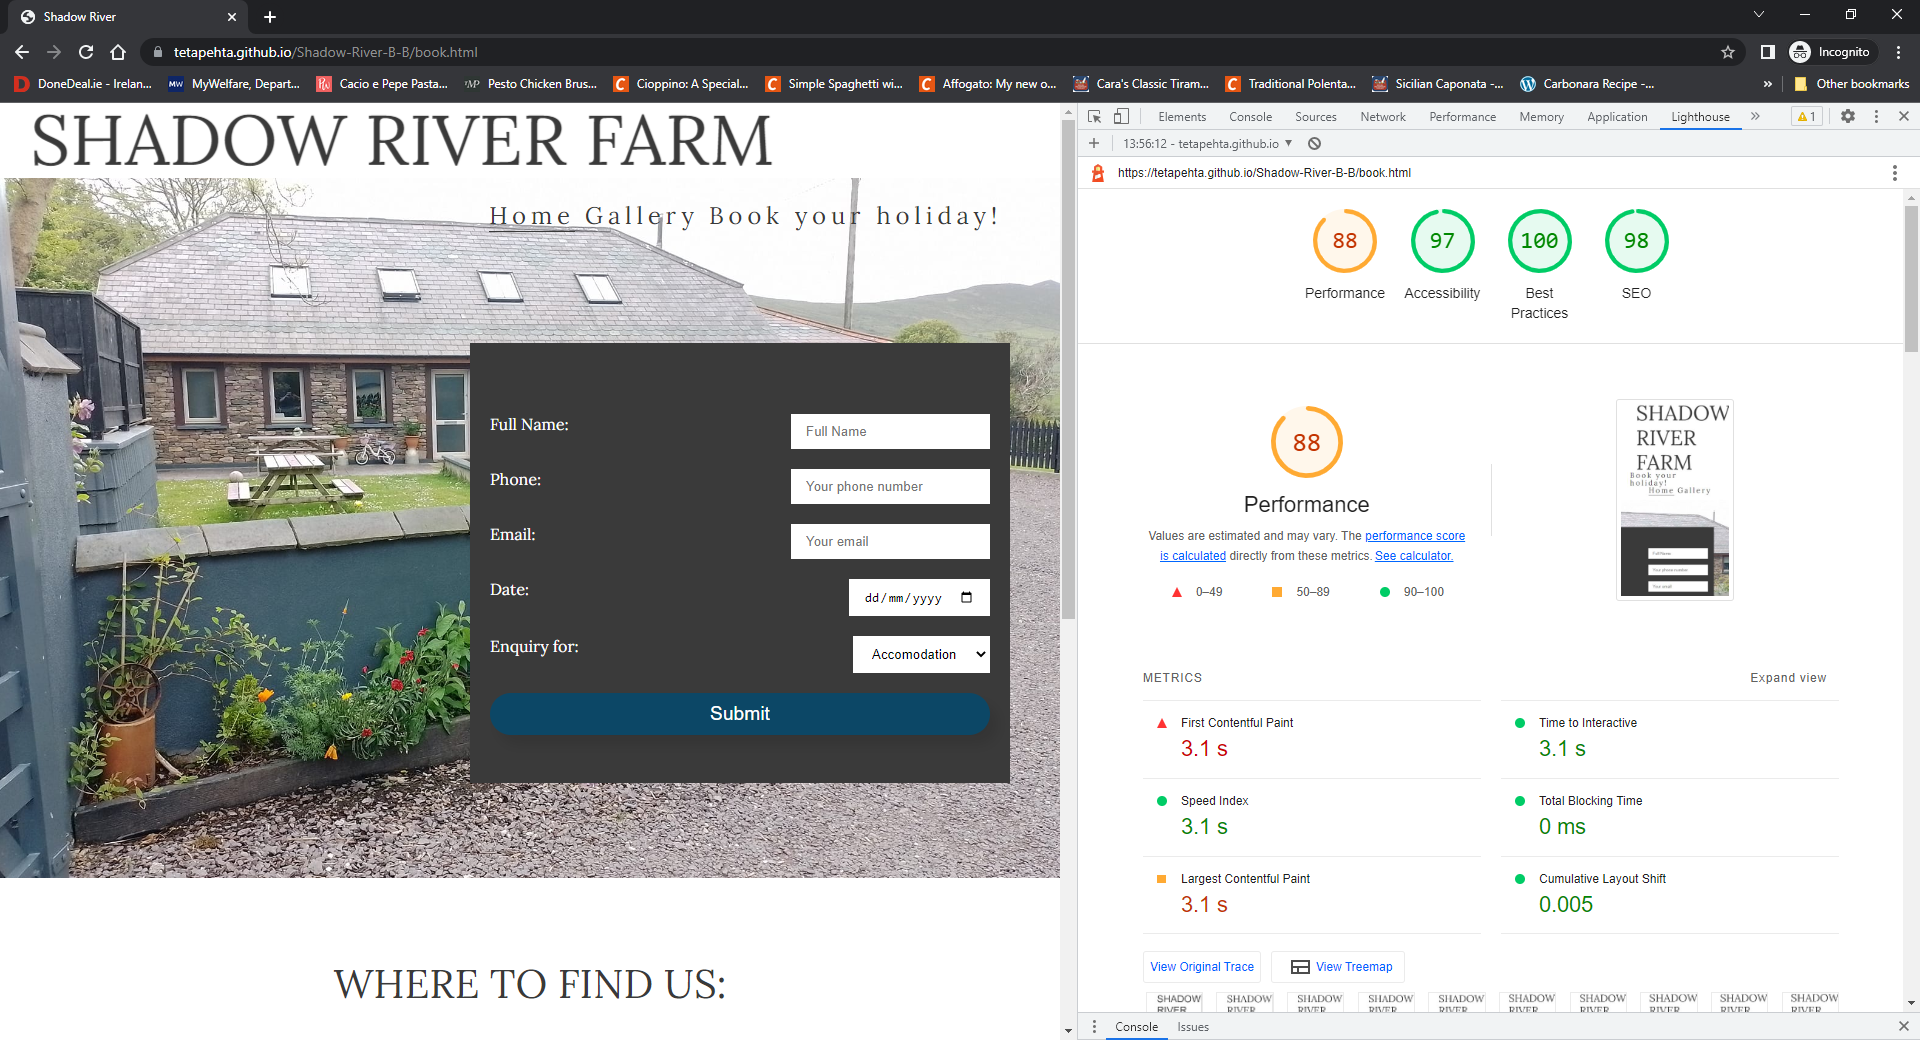 Shadow River
tetapehta.github.io/Shadow-River-B-B/book.html
Incognito
DoneDeal.ie - Irelan...
MW MyWelfare, Depart...
Cacio e Pepe Pasta...
Pesto Chicken Brus...
C Cioppino: A Special...
C Simple Spaghetti wi...
C Affogato: My new o...
Cara's Classic Tiram...
C Traditional Polenta...
Sicilian Caponata -...
Carbonara Recipe -...
»
Other bookmarks
SHADOW RIVER FARM
Home Gallery Book your holiday!
Full Name:
Full Name
Phone:
Your phone number
Email:
Your email
Date:
dd/mm/yyyy
Enquiry for:
Accomodation
Submit
WHERE TO FIND US:
Elements Console Sources Network Performance Memory Application Lighthouse » 1
13:56:12 - tetapehta.github.io
https://tetapehta.github.io/Shadow-River-B-B/book.html
88 97 100 98
Performance Accessibility Best Practices SEO
88
Performance
Values are estimated and may vary. The performance score
is calculated directly from these metrics. See calculator.
0–49 50–89 90–100
SHADOW
RIVER
FARM
Book your
holiday!
Home Gallery
Full Name
Your phone number
Your email
METRICS
Expand view
First Contentful Paint
3.1 s
Time to Interactive
3.1 s
Speed Index
3.1 s
Total Blocking Time
0 ms
Largest Contentful Paint
3.1 s
Cumulative Layout Shift
0.005
View Original Trace
View Treemap
SHADOW SHADOW SHADOW SHADOW SHADOW SHADOW SHADOW SHADOW SHADOW SHADOW
RIVER RIVER RIVER RIVER RIVER RIVER RIVER RIVER RIVER RIVER
Console Issues